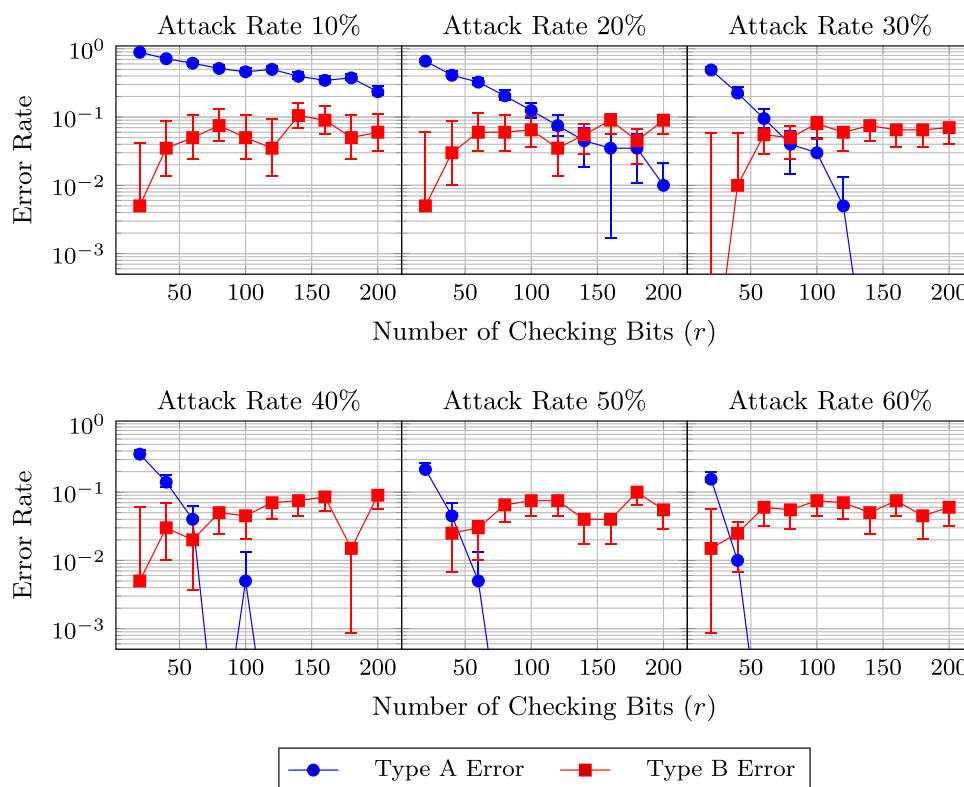 Attack Rate 10% Attack Rate 20% Attack Rate 30%
10^0
10^−1
10^−2
10^−3
Error Rate
50 100 150 200 50 100 150 200 50 100 150 200
Number of Checking Bits (r)
Attack Rate 40% Attack Rate 50% Attack Rate 60%
10^0
10^−1
10^−2
10^−3
Error Rate
50 100 150 200 50 100 150 200 50 100 150 200
Number of Checking Bits (r)
Type A Error Type B Error